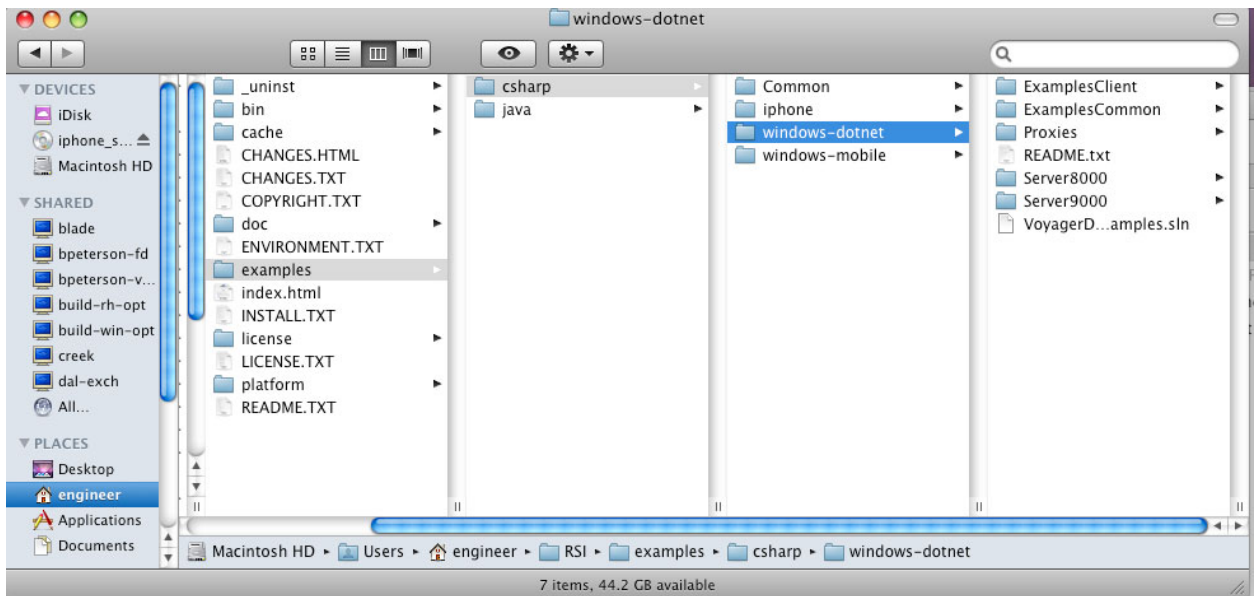 windows-dotnet
DEVICES
iDisk
iphone_s...
Macintosh HD
SHARED
blade
bpeterson-fd
bpeterson-v...
build-rh-opt
build-win-opt
creek
dal-exch
All...
PLACES
Desktop
engineer
Applications
Documents
_uninst
bin
cache
CHANGES.HTML
CHANGES.TXT
COPYRIGHT.TXT
doc
ENVIRONMENT.TXT
examples
index.html
INSTALL.TXT
license
LICENSE.TXT
platform
README.TXT
csharp
java
Common
iphone
windows-dotnet
windows-mobile
ExamplesClient
ExamplesCommon
Proxies
README.txt
Server8000
Server9000
VoyagerD...amples.sln
Macintosh HD ▸ Users ▸ engineer ▸ RSI ▸ examples ▸ csharp ▸ windows-dotnet
7 items, 44.2 GB available